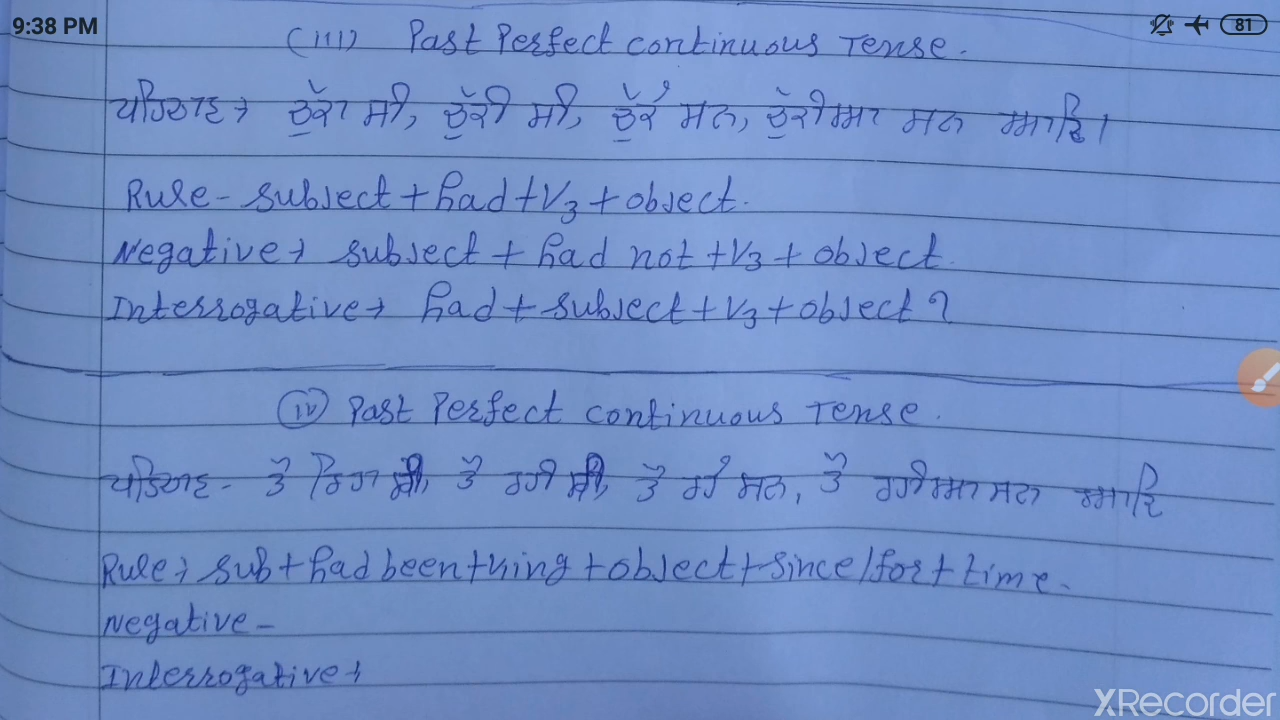 9:38 PM
81
(iii) Past Perfect continuous Tense.
ਪਹਿਚਾਣ → ਚੁੱਕਾ ਸੀ, ਚੁੱਕੀ ਸੀ, ਚੁੱਕੇ ਸਨ, ਚੁੱਕੀਆ ਸਨ ਆਦਿ।
Rule - subject + had + V3 + object.
Negative → subject + had not + V3 + object.
Interrogative → had + subject + V3 + object ?
(iv) Past Perfect continuous Tense.
ਪਹਿਚਾਣ - ਤੋਂ ਰਿਹਾ ਸੀ, ਤੋਂ ਰਹੀ ਸੀ, ਤੋਂ ਰਹੇ ਸਨ, ਤੋਂ ਰਹੀਆ ਸਨ ਆਦਿ
Rule → sub + had been + ving + object + since/for + time.
Negative -
Interrogative →
XRecorder